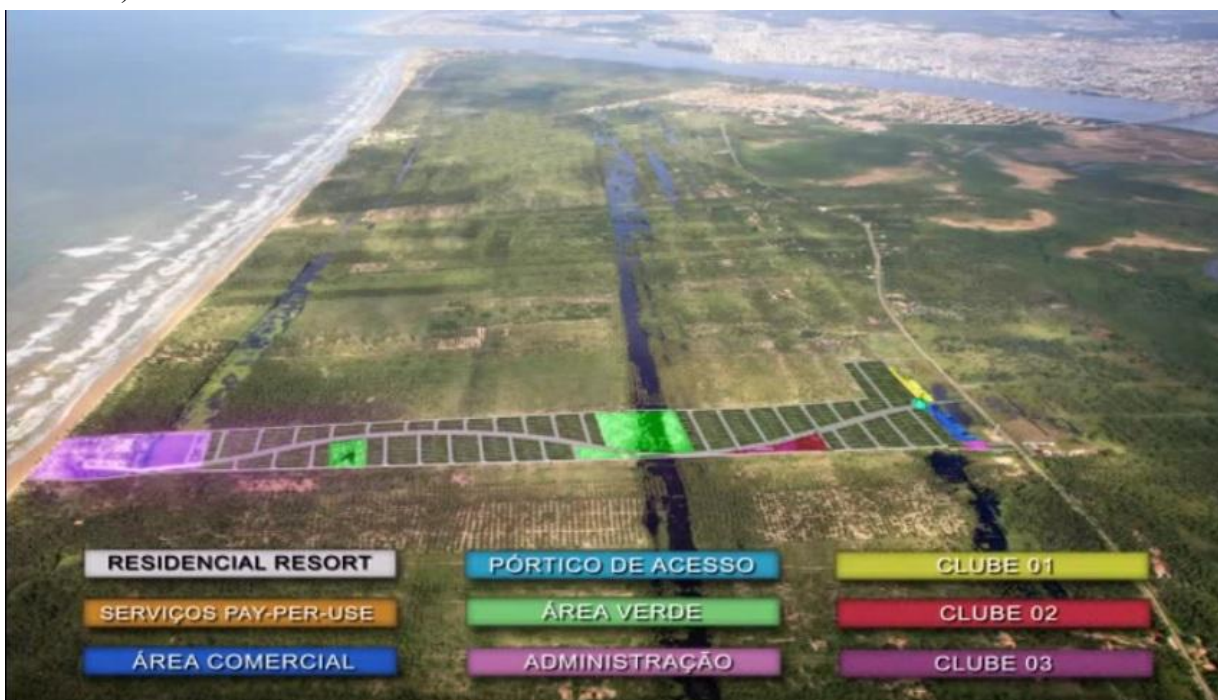 RESIDENCIAL RESORT
PÓRTICO DE ACESSO
CLUBE 01
SERVIÇOS PAY-PER-USE
ÁREA VERDE
CLUBE 02
ÁREA COMERCIAL
ADMINISTRAÇÃO
CLUBE 03